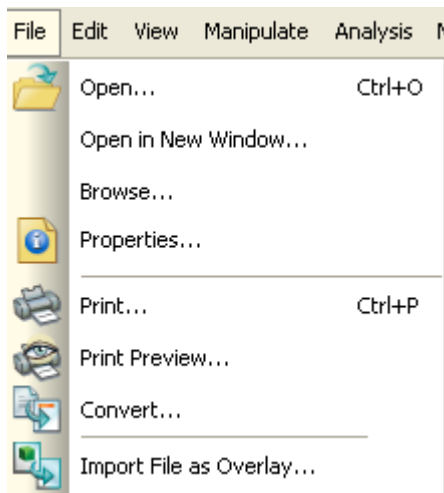 File Edit View Manipulate Analysis
Open... Ctrl+O
Open in New Window...
Browse...
Properties...
Print... Ctrl+P
Print Preview...
Convert...
Import File as Overlay...